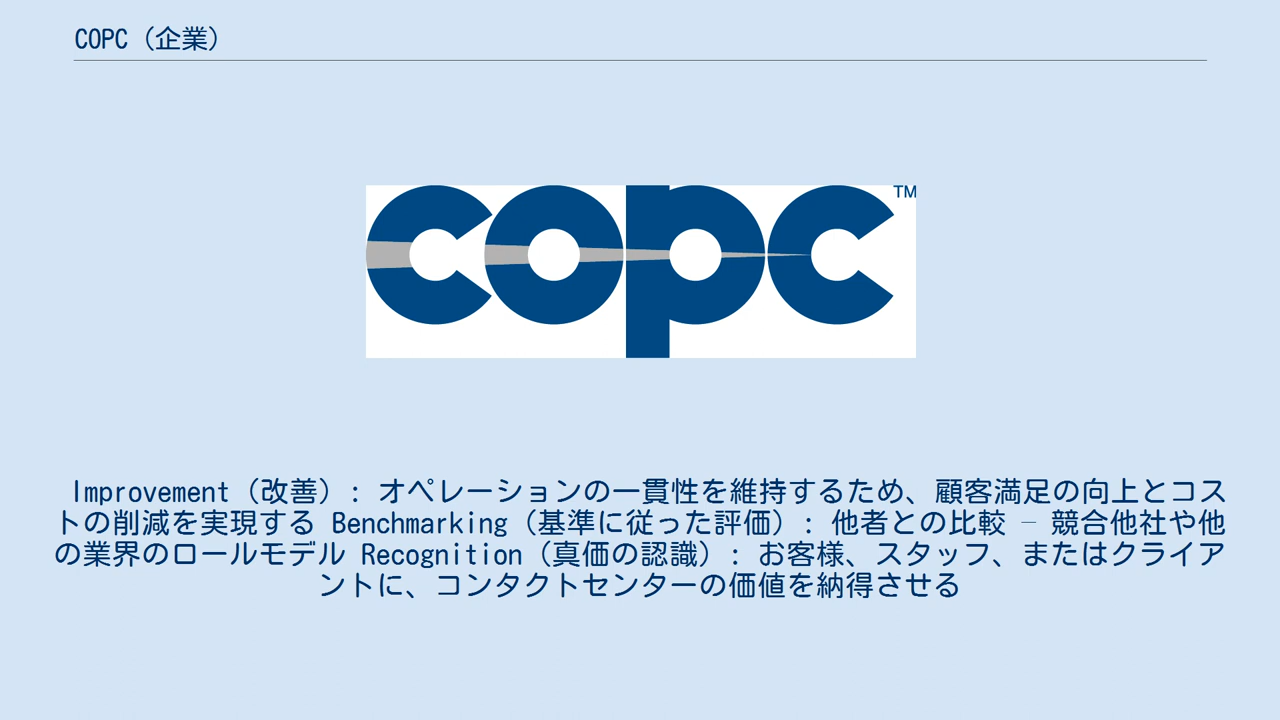 COPC（企業）
copc
TM
Improvement（改善）: オペレーションの一貫性を維持するため、顧客満足の向上とコス
トの削減を実現する Benchmarking（基準に従った評価）: 他者との比較 – 競合他社や他
の業界のロールモデル Recognition（真価の認識）: お客様、スタッフ、またはクライア
ントに、コンタクトセンターの価値を納得させる